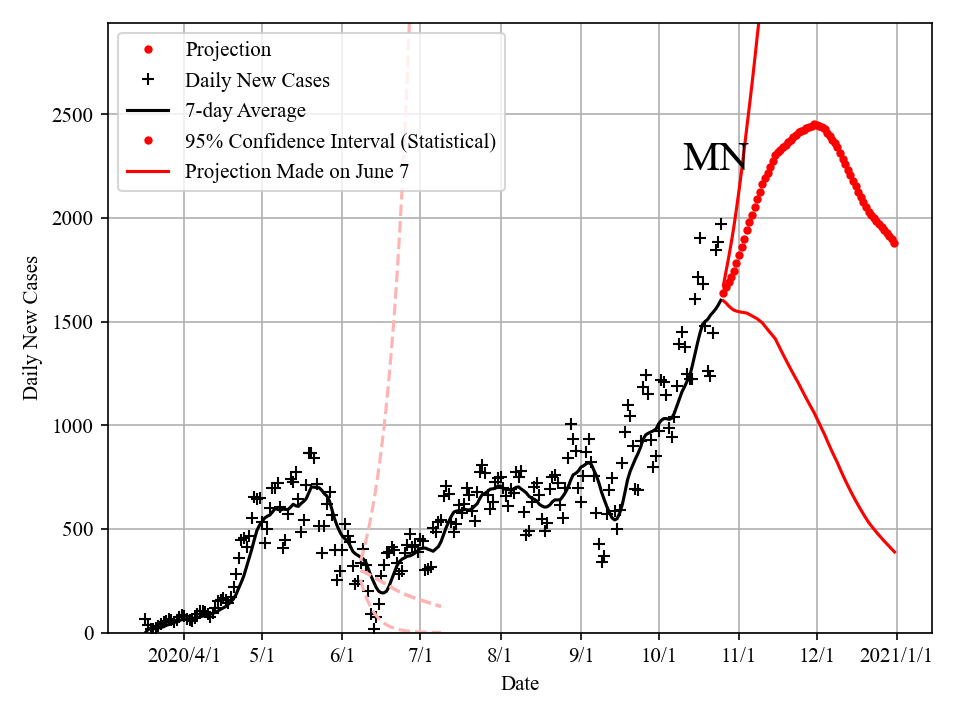 Projection
Daily New Cases
7-day Average
95% Confidence Interval (Statistical)
Projection Made on June 7
MN
2500
2000
1500
1000
500
0
Daily New Cases
2020/4/1 5/1 6/1 7/1 8/1 9/1 10/1 11/1 12/1 2021/1/1
Date